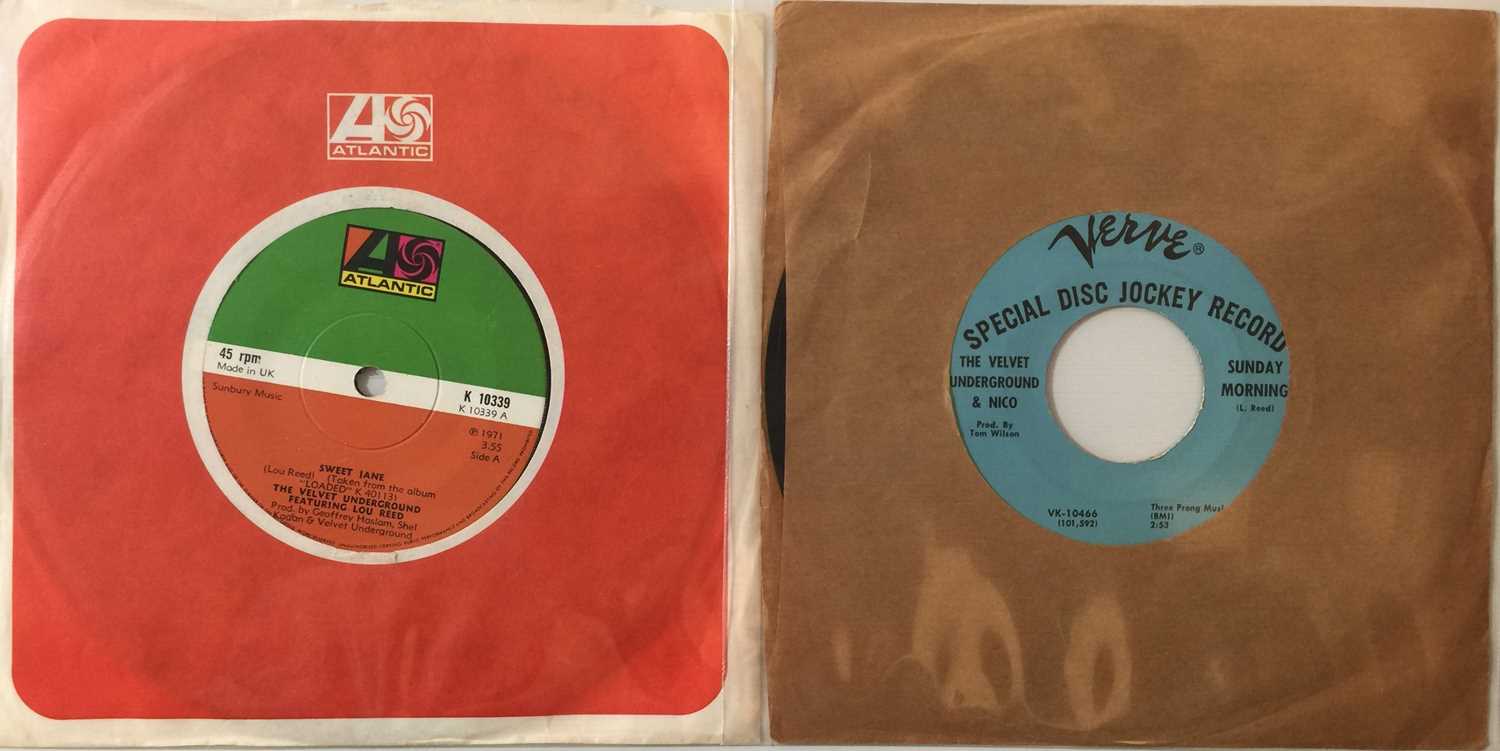 ATLANTIC
ATLANTIC
45 rpm
Made in UK
Sunbury Music
K 10339
K 10339 A
℗ 1971
3.55
Side A
SWEET JANE
(Lou Reed) (Taken from the album
"LOADED" K 40113)
THE VELVET UNDERGROUND
FEATURING LOU REED
Prod. by Geoffrey Haslam, Shel
Kagan & Velvet Underground
VERVE®
SPECIAL DISC JOCKEY RECORD
THE VELVET
UNDERGROUND
& NICO
Prod. By
Tom Wilson
SUNDAY
MORNING
(L. Reed)
VK-10466
(101,592)
Three Prong Musi
(BMI)
2:53